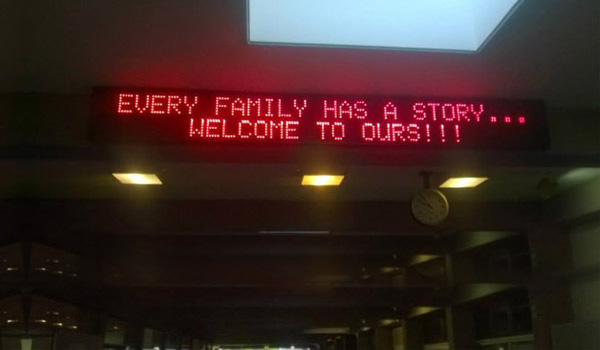 EVERY FAMILY HAS A STORY...
WELCOME TO OURS!!!